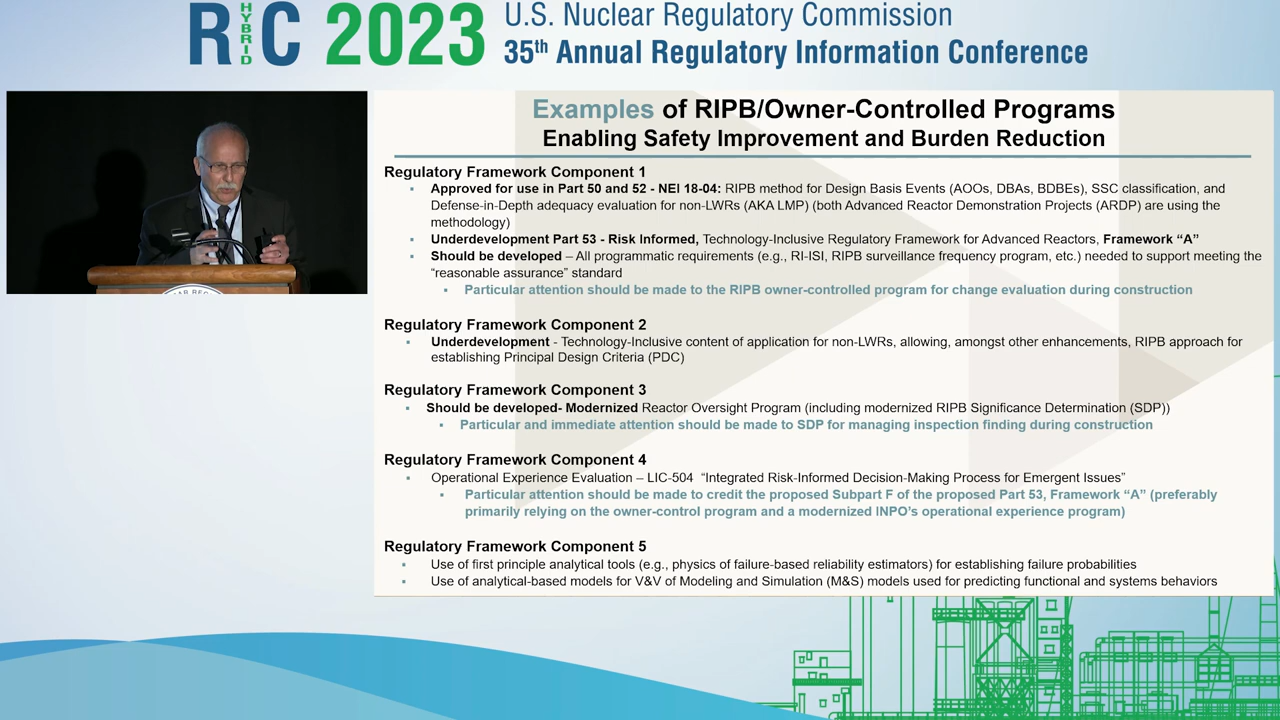 RIC 2023
HYBRID
U.S. Nuclear Regulatory Commission
35th Annual Regulatory Information Conference
Examples of RIPB/Owner-Controlled Programs
Enabling Safety Improvement and Burden Reduction
Regulatory Framework Component 1
▪ Approved for use in Part 50 and 52 - NEI 18-04: RIPB method for Design Basis Events (AOOs, DBAs, BDBEs), SSC classification, and
Defense-in-Depth adequacy evaluation for non-LWRs (AKA LMP) (both Advanced Reactor Demonstration Projects (ARDP) are using the
methodology)
▪ Underdevelopment Part 53 - Risk Informed, Technology-Inclusive Regulatory Framework for Advanced Reactors, Framework “A”
▪ Should be developed – All programmatic requirements (e.g., RI-ISI, RIPB surveillance frequency program, etc.) needed to support meeting the
“reasonable assurance” standard
▪ Particular attention should be made to the RIPB owner-controlled program for change evaluation during construction
Regulatory Framework Component 2
▪ Underdevelopment - Technology-Inclusive content of application for non-LWRs, allowing, amongst other enhancements, RIPB approach for
establishing Principal Design Criteria (PDC)
Regulatory Framework Component 3
▪ Should be developed- Modernized Reactor Oversight Program (including modernized RIPB Significance Determination (SDP))
▪ Particular and immediate attention should be made to SDP for managing inspection finding during construction
Regulatory Framework Component 4
▪ Operational Experience Evaluation – LIC-504 “Integrated Risk-Informed Decision-Making Process for Emergent Issues”
▪ Particular attention should be made to credit the proposed Subpart F of the proposed Part 53, Framework “A” (preferably
primarily relying on the owner-control program and a modernized INPO’s operational experience program)
Regulatory Framework Component 5
▪ Use of first principle analytical tools (e.g., physics of failure-based reliability estimators) for establishing failure probabilities
▪ Use of analytical-based models for V&V of Modeling and Simulation (M&S) models used for predicting functional and systems behaviors